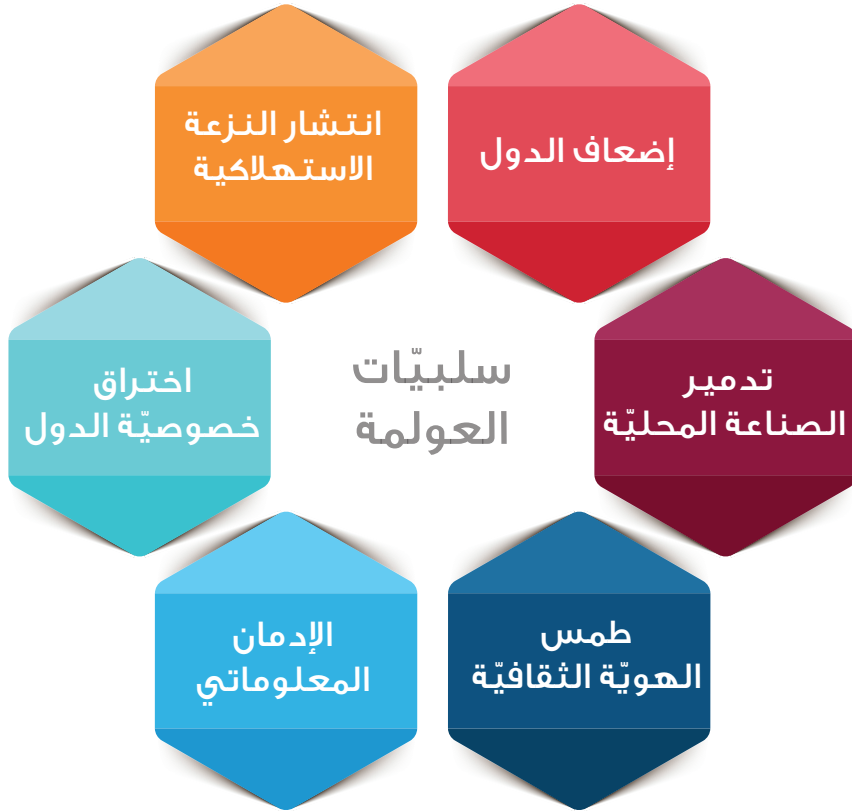 سلبيّات
العولمة
إضعاف الدول
تدمير
الصناعة المحليّة
طمس
الهويّة الثقافيّة
الإدمان
المعلوماتي
اختراق
خصوصيّة الدول
انتشار النزعة
الاستهلاكية